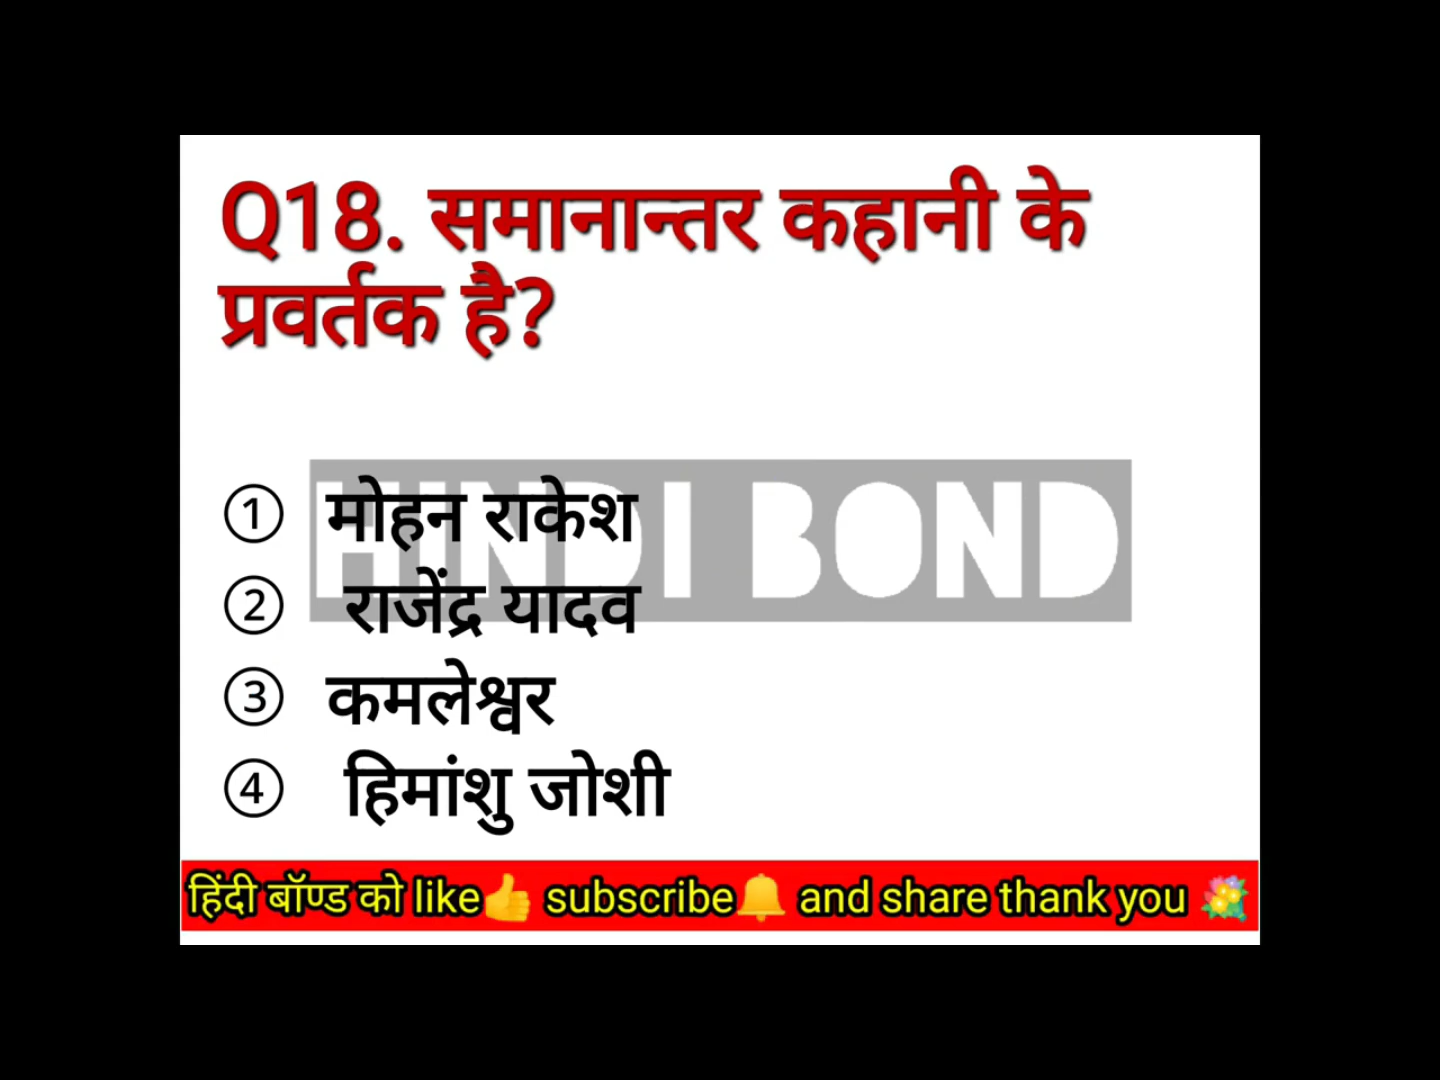 Q18. समानान्तर कहानी के
प्रवर्तक है?
HINDI BOND
① मोहन राकेश
② राजेंद्र यादव
③ कमलेश्वर
④ हिमांशु जोशी
हिंदी बॉण्ड को like👍 subscribe🔔 and share thank you 💐